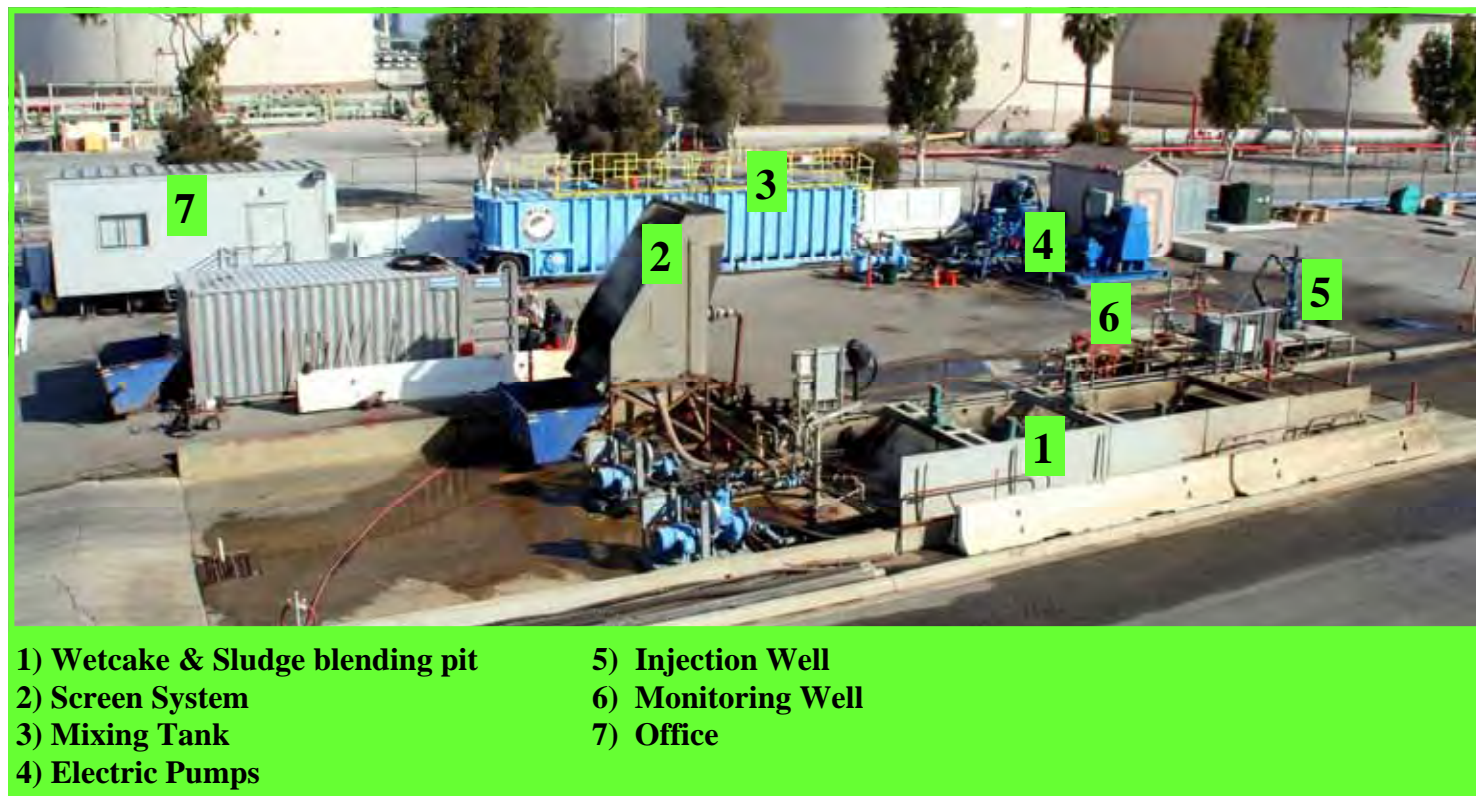 7
3
2
4
5
6
1
1) Wetcake & Sludge blending pit
2) Screen System
3) Mixing Tank
4) Electric Pumps
5) Injection Well
6) Monitoring Well
7) Office